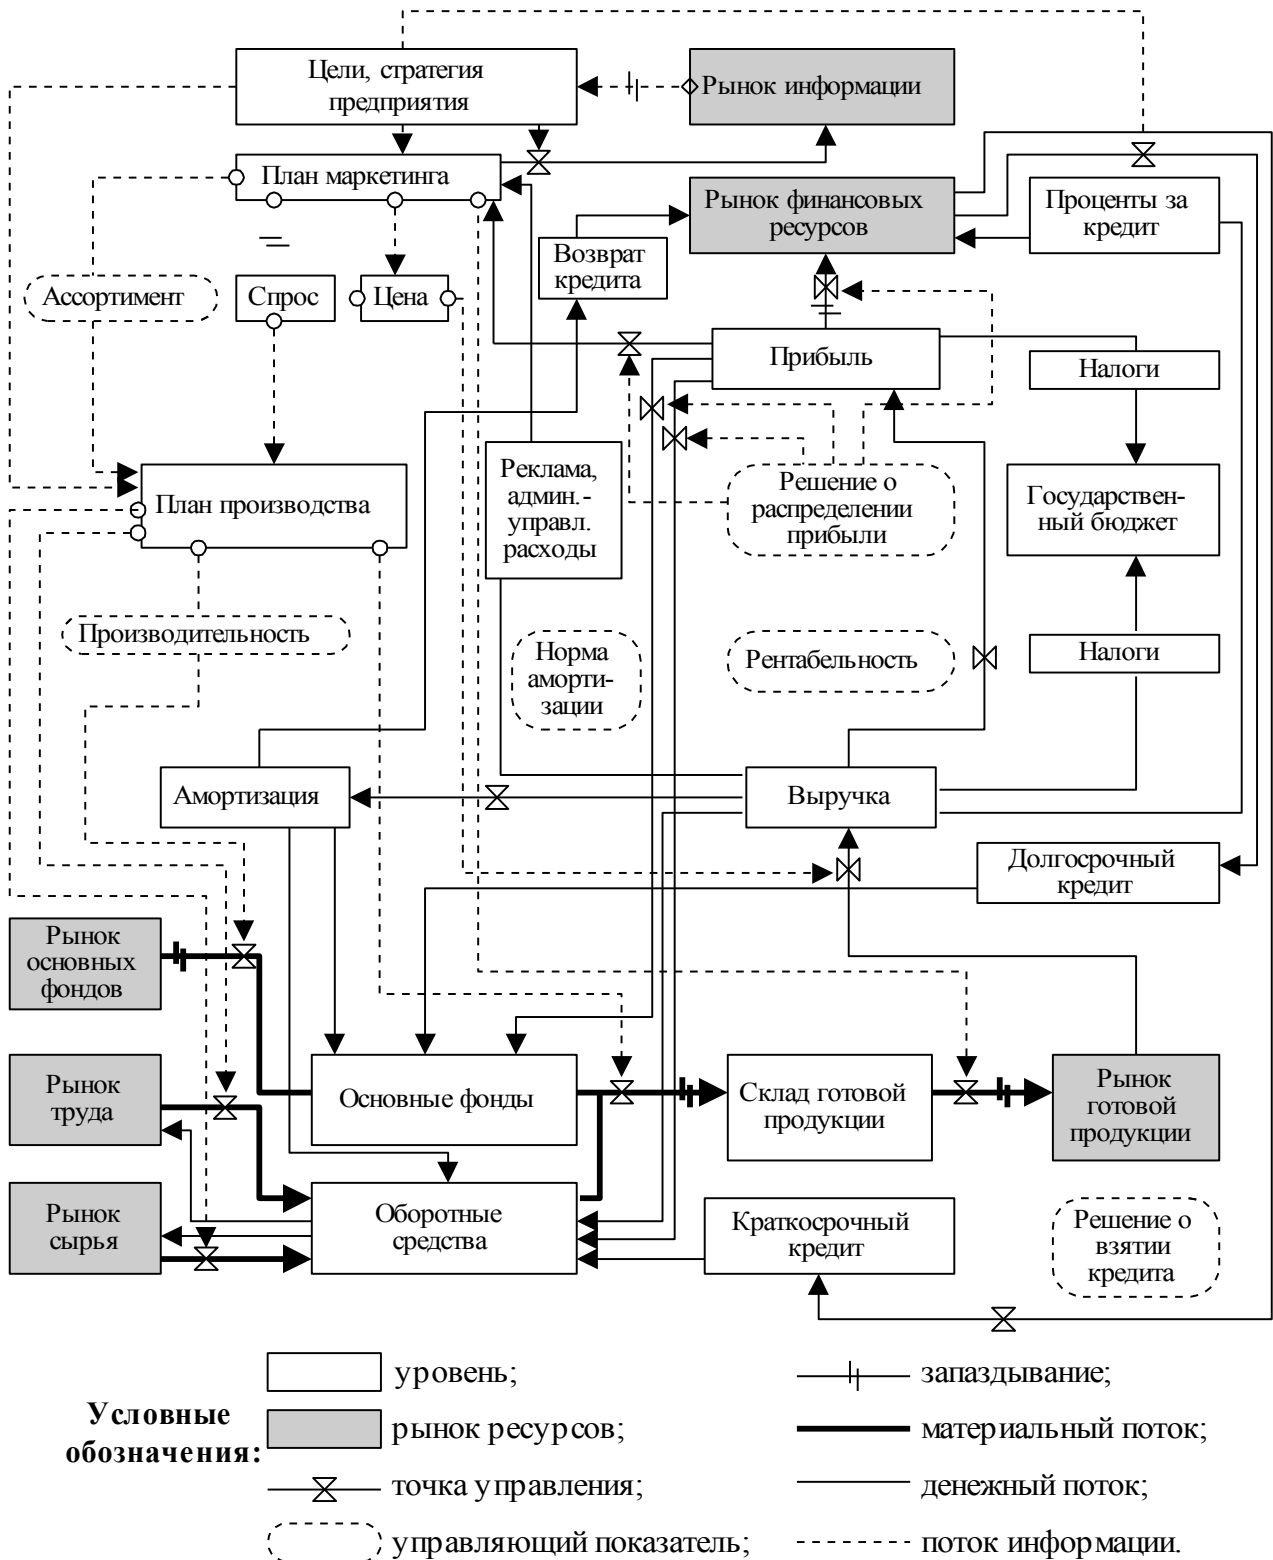 Цели, стратегия
предприятия
Рынок информации
План маркетинга
Рынок финансовых
ресурсов
Проценты за
кредит
Возврат
кредита
Ассортимент
Спрос
Цена
Прибыль
Налоги
План производства
Реклама,
админ.-
управл.
расходы
Решение о
распределении
прибыли
Государствен-
ный бюджет
Производительность
Норма
аморти-
зации
Рентабельность
Налоги
Амортизация
Выручка
Долгосрочный
кредит
Рынок
основных
фондов
Рынок
труда
Основные фонды
Склад готовой
продукции
Рынок
готовой
продукции
Рынок
сырья
Оборотные
средства
Краткосрочный
кредит
Решение о
взятии
кредита
Условные
обозначения:
уровень;
рынок ресурсов;
точка управления;
управляющий показатель;
запаздывание;
материальный поток;
денежный поток;
поток информации.